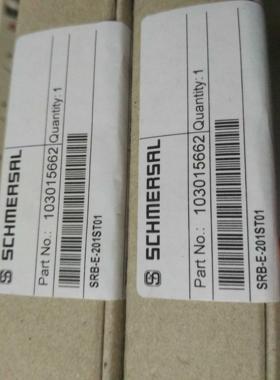 SCHMERSAL
Part No.: 103015662 Quantity: 1
SRB-E-201ST01
SCHMERSAL
Part No.: 103015662 Quantity: 1
SRB-E-201ST01